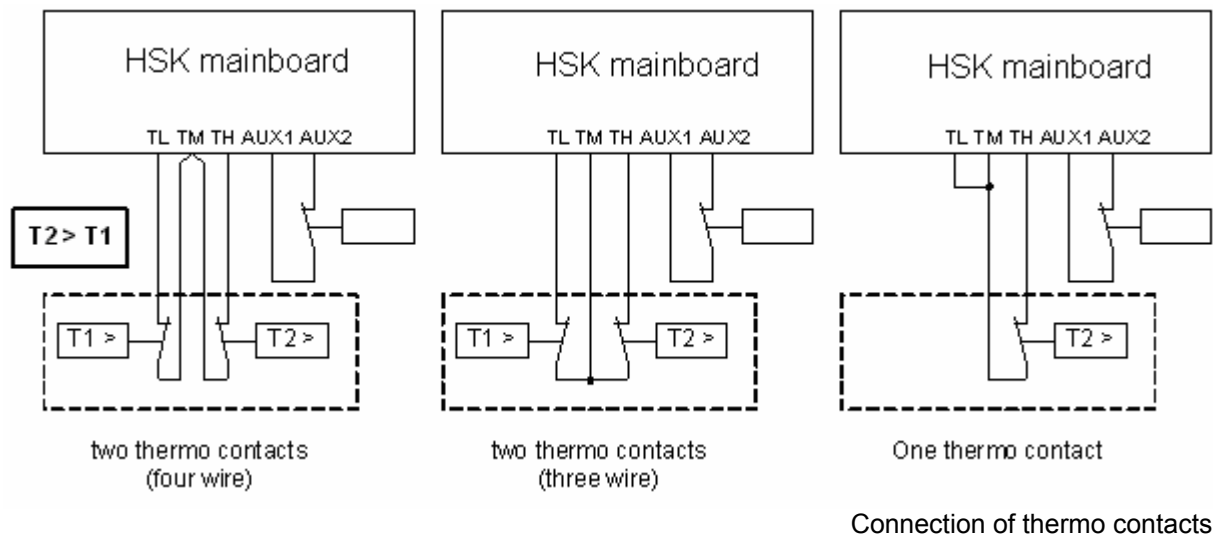 HSK mainboard
TL TM TH AUX1 AUX2
T2 > T1
T1 >
T2 >
two thermo contacts
(four wire)
HSK mainboard
TL TM TH AUX1 AUX2
T1 >
T2 >
two thermo contacts
(three wire)
HSK mainboard
TL TM TH AUX1 AUX2
T2 >
One thermo contact
Connection of thermo contacts